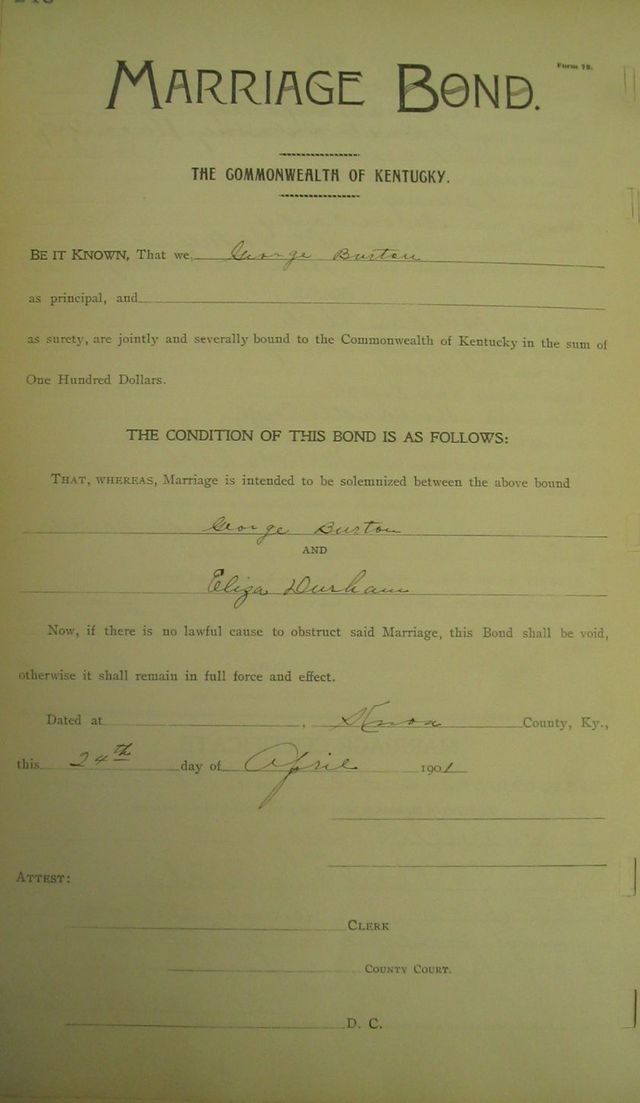 Form 18.
MARRIAGE BOND.
THE COMMONWEALTH OF KENTUCKY.
BE IT KNOWN, That we, George Burton
as principal, and
as surety, are jointly and severally bound to the Commonwealth of Kentucky in the sum of
One Hundred Dollars.
THE CONDITION OF THIS BOND IS AS FOLLOWS:
THAT, WHEREAS, Marriage is intended to be solemnized between the above bound
George Burton
AND
Eliza Durham
Now, if there is no lawful cause to obstruct said Marriage, this Bond shall be void,
otherwise it shall remain in full force and effect.
Dated at , Knox County, Ky.,
this 24th day of April 1901
ATTEST:
CLERK
COUNTY COURT.
D. C.